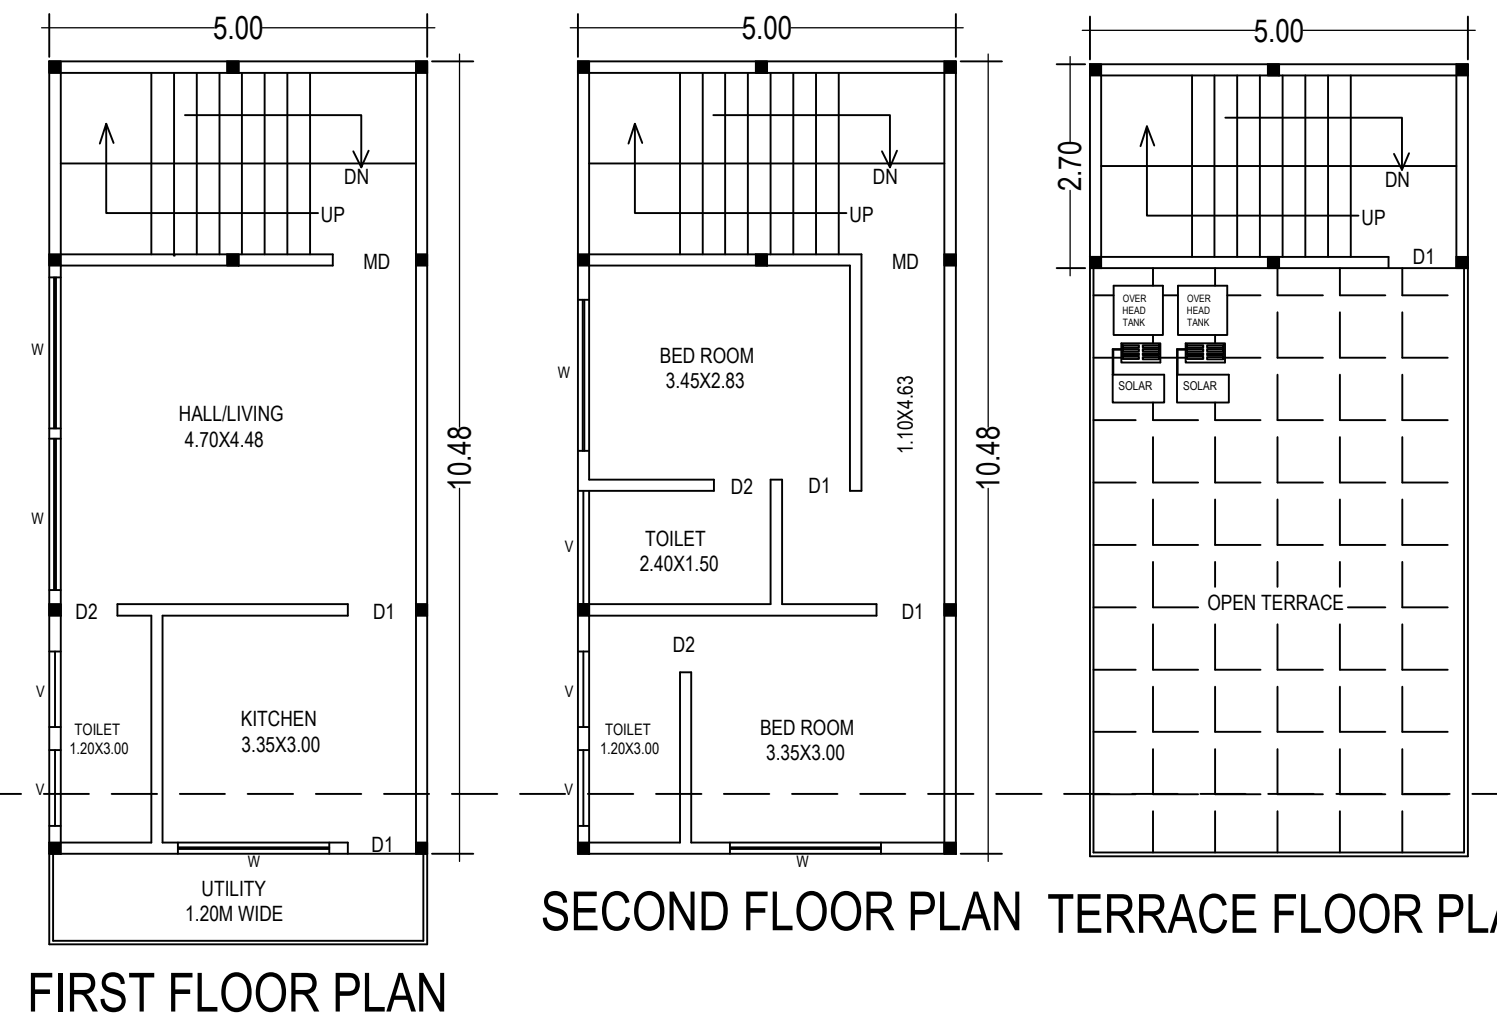 5.00
DN
UP
MD
W
HALL/LIVING
4.70X4.48
10.48
W
D2
D1
V
TOILET
1.20X3.00
KITCHEN
3.35X3.00
V
D1
W
UTILITY
1.20M WIDE
FIRST FLOOR PLAN
5.00
DN
UP
MD
BED ROOM
3.45X2.83
W
1.10X4.63
10.48
D2
D1
V
TOILET
2.40X1.50
D1
D2
V
TOILET
1.20X3.00
BED ROOM
3.35X3.00
V
W
SECOND FLOOR PLAN
5.00
2.70
DN
UP
D1
OVER
HEAD
TANK
OVER
HEAD
TANK
SOLAR
SOLAR
OPEN TERRACE
TERRACE FLOOR